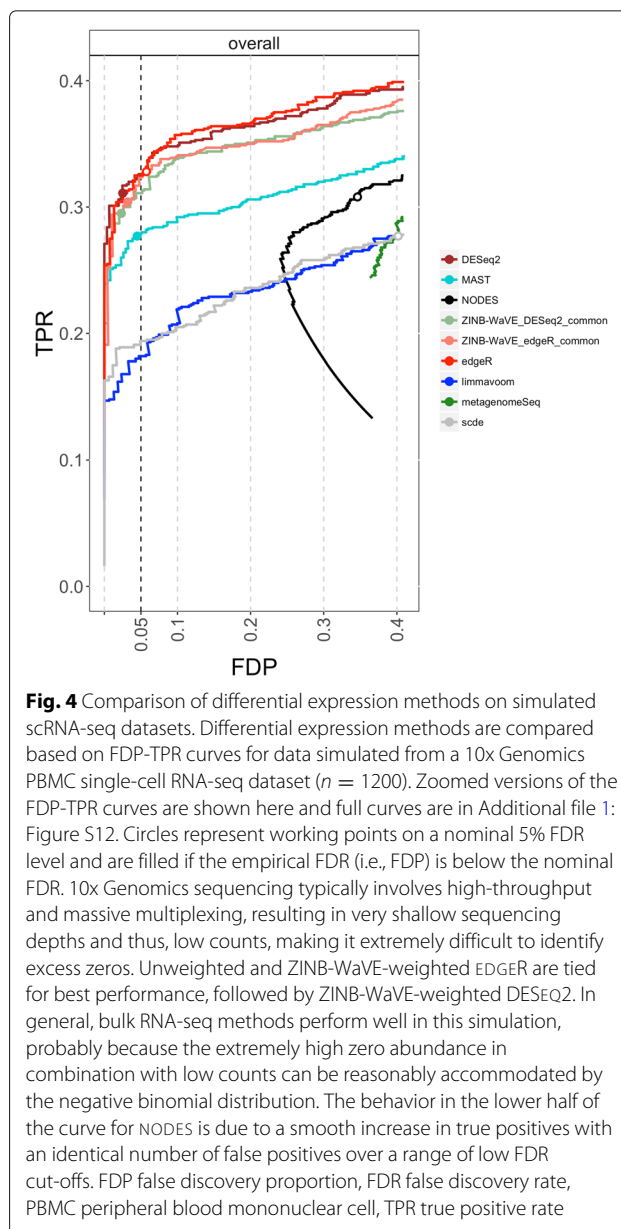 overall
0.4
0.3
0.2
0.1
0.0
TPR
0.05
0.1
0.2
0.3
0.4
FDP
DESeq2
MAST
NODES
ZINB-WaVE_DESeq2_common
ZINB-WaVE_edgeR_common
edgeR
limmavoom
metagenomeSeq
scde
Fig. 4 Comparison of differential expression methods on simulated
scRNA-seq datasets. Differential expression methods are compared
based on FDP-TPR curves for data simulated from a 10x Genomics
PBMC single-cell RNA-seq dataset (n = 1200). Zoomed versions of the
FDP-TPR curves are shown here and full curves are in Additional file 1:
Figure S12. Circles represent working points on a nominal 5% FDR
level and are filled if the empirical FDR (i.e., FDP) is below the nominal
FDR. 10x Genomics sequencing typically involves high-throughput
and massive multiplexing, resulting in very shallow sequencing
depths and thus, low counts, making it extremely difficult to identify
excess zeros. Unweighted and ZINB-WaVE-weighted EDGER are tied
for best performance, followed by ZINB-WaVE-weighted DESEQ2. In
general, bulk RNA-seq methods perform well in this simulation,
probably because the extremely high zero abundance in
combination with low counts can be reasonably accommodated by
the negative binomial distribution. The behavior in the lower half of
the curve for NODES is due to a smooth increase in true positives with
an identical number of false positives over a range of low FDR
cut-offs. FDP false discovery proportion, FDR false discovery rate,
PBMC peripheral blood mononuclear cell, TPR true positive rate